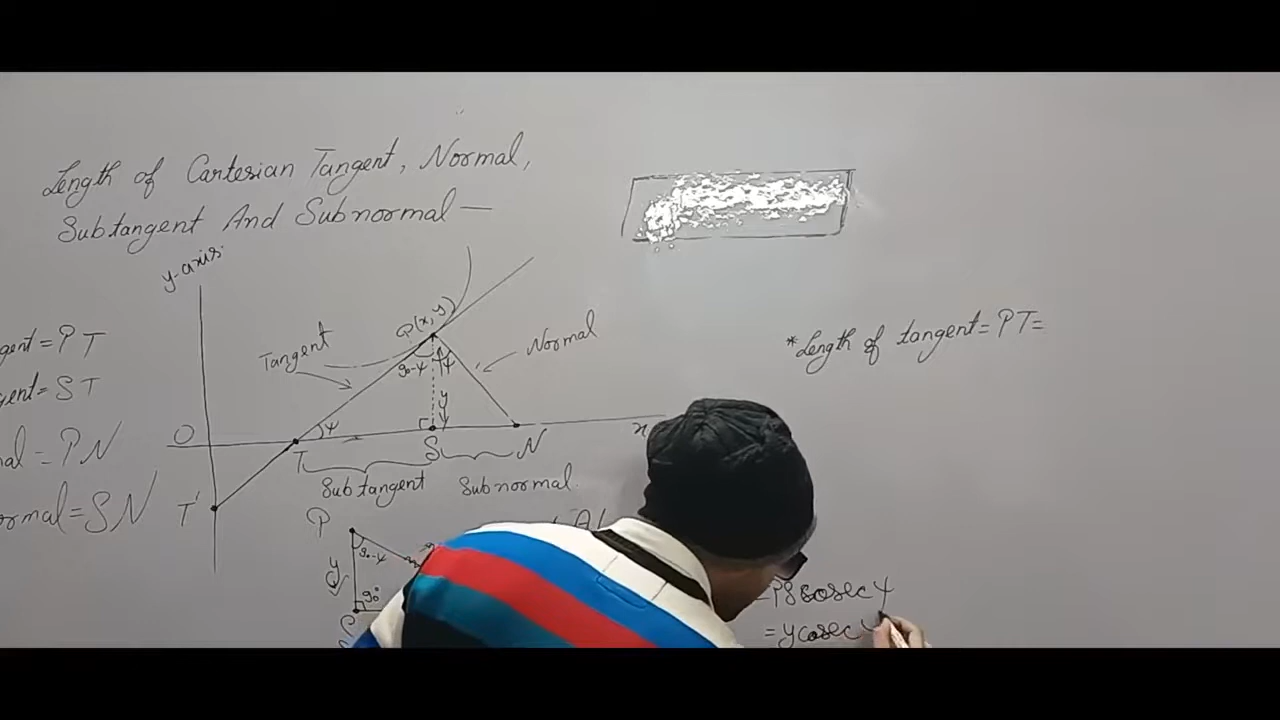 Length of Cartesian Tangent, Normal,
Subtangent And Subnormal —
y-axis
gent = PT
gent = ST
al = PN
ormal = SN
Tangent
P(x, y)
90-ψ
ψ
y
Normal
O
ψ
T
S
N
x
T'
Subtangent
Subnormal.
P
90-ψ
y
90°
S
*Length of tangent = PT =
= PS cosec ψ
= y cosec ψ